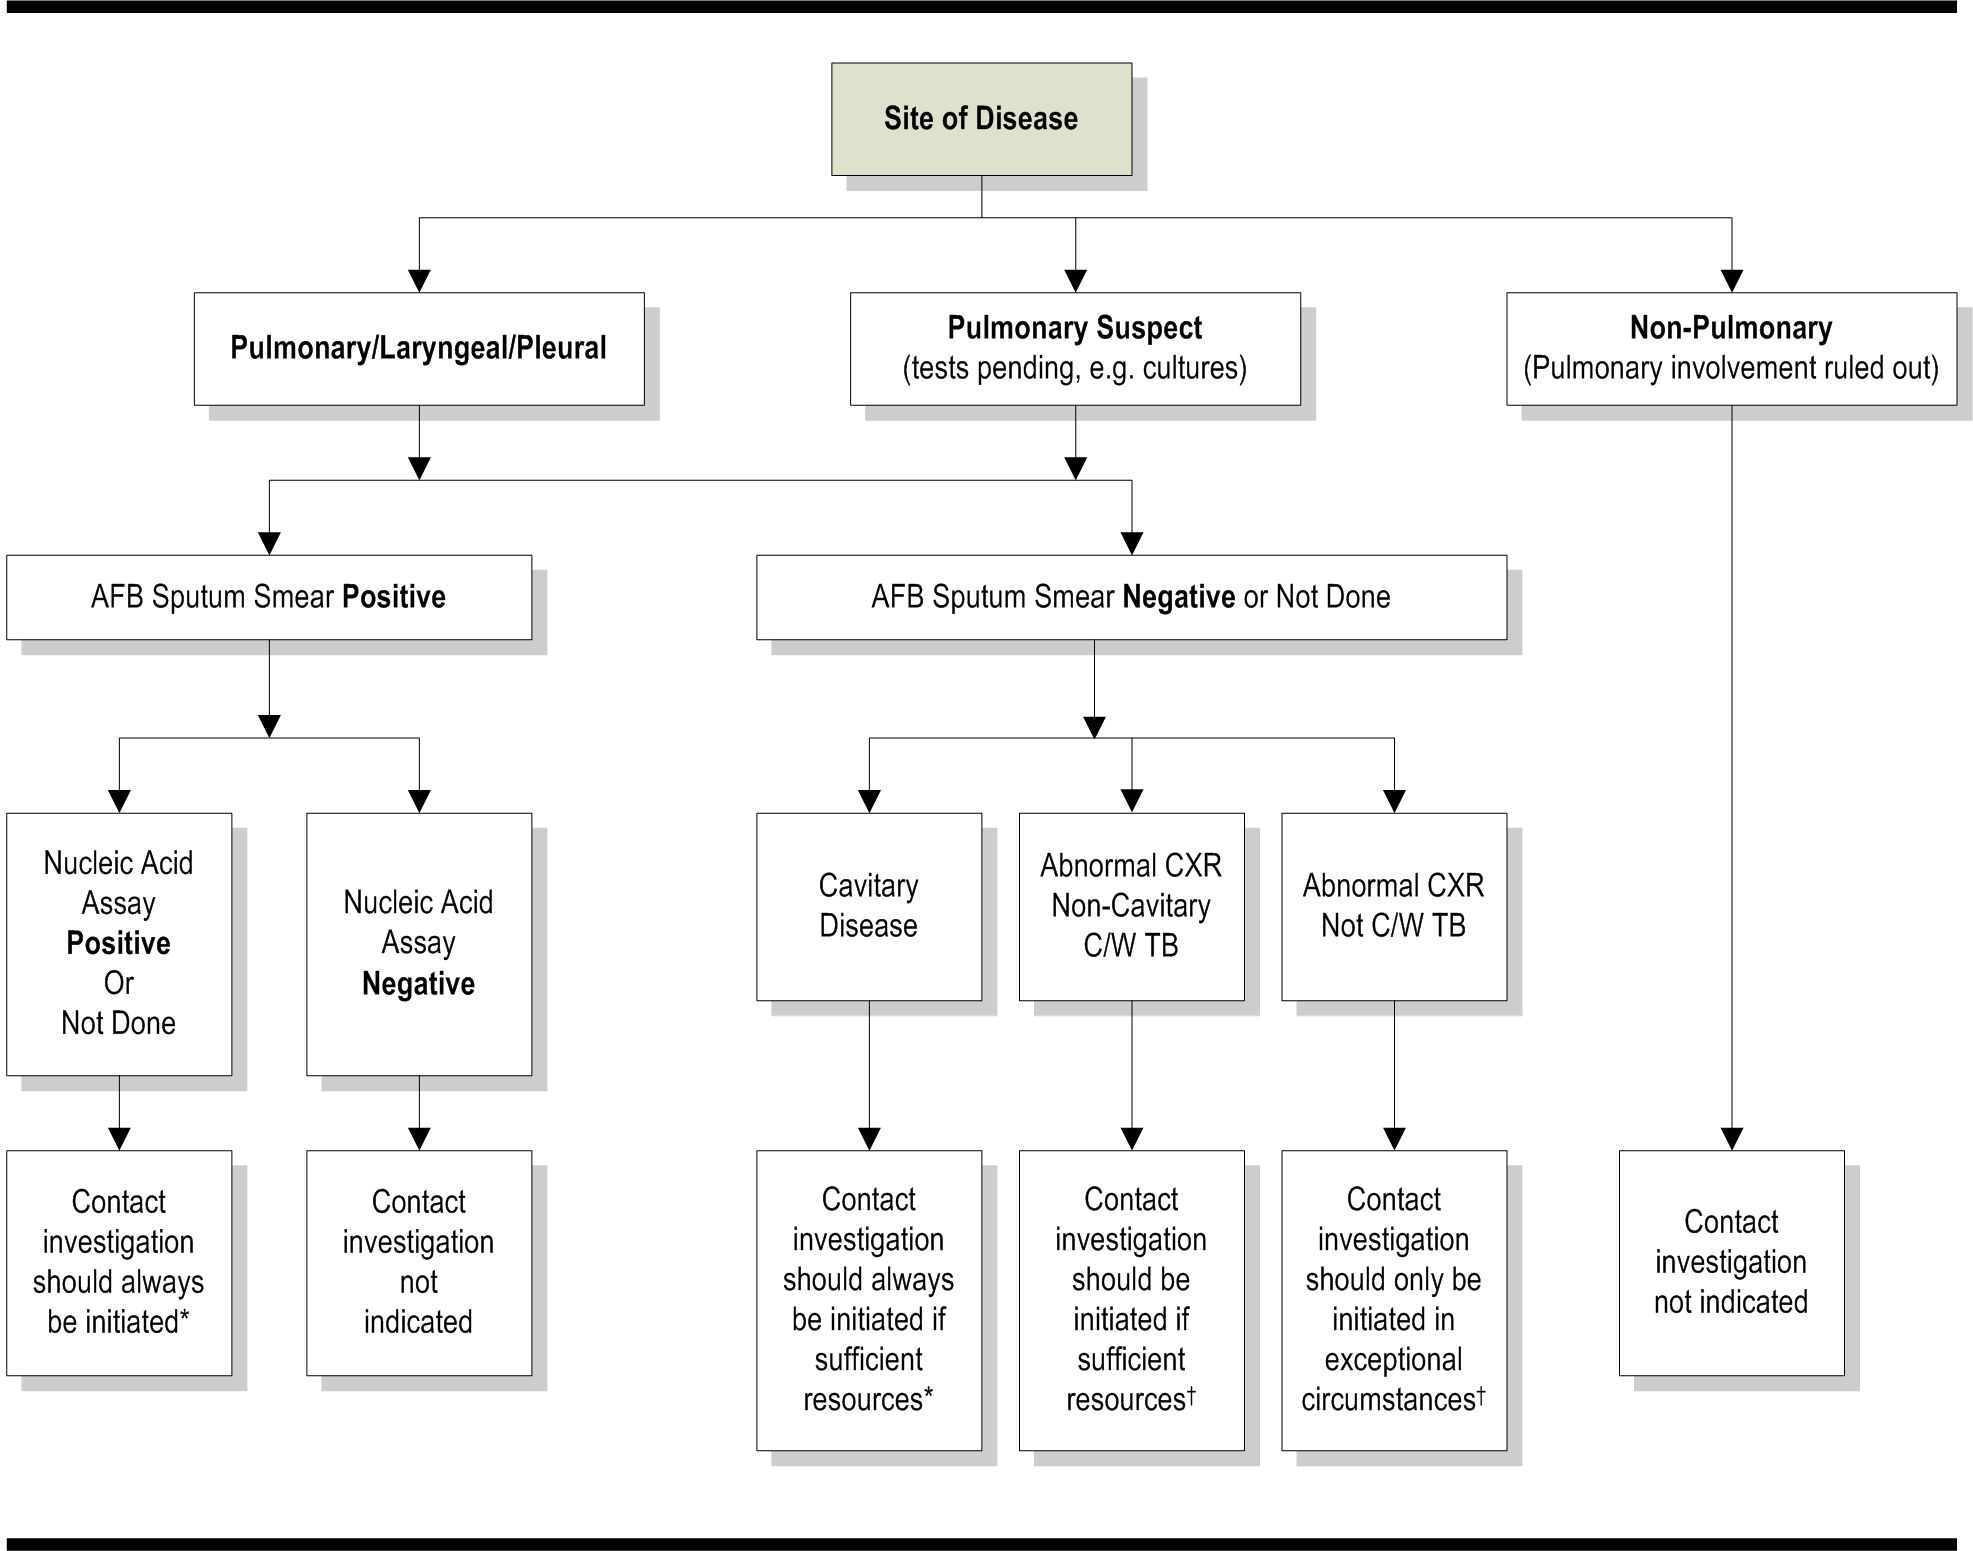 Site of Disease
Pulmonary/Laryngeal/Pleural
Pulmonary Suspect
(tests pending, e.g. cultures)
Non-Pulmonary
(Pulmonary involvement ruled out)
AFB Sputum Smear Positive
AFB Sputum Smear Negative or Not Done
Nucleic Acid
Assay
Positive
Or
Not Done
Nucleic Acid
Assay
Negative
Cavitary
Disease
Abnormal CXR
Non-Cavitary
C/W TB
Abnormal CXR
Not C/W TB
Contact
investigation
should always
be initiated*
Contact
investigation
not
indicated
Contact
investigation
should always
be initiated if
sufficient
resources*
Contact
investigation
should be
initiated if
sufficient
resources†
Contact
investigation
should only be
initiated in
exceptional
circumstances†
Contact
investigation
not indicated